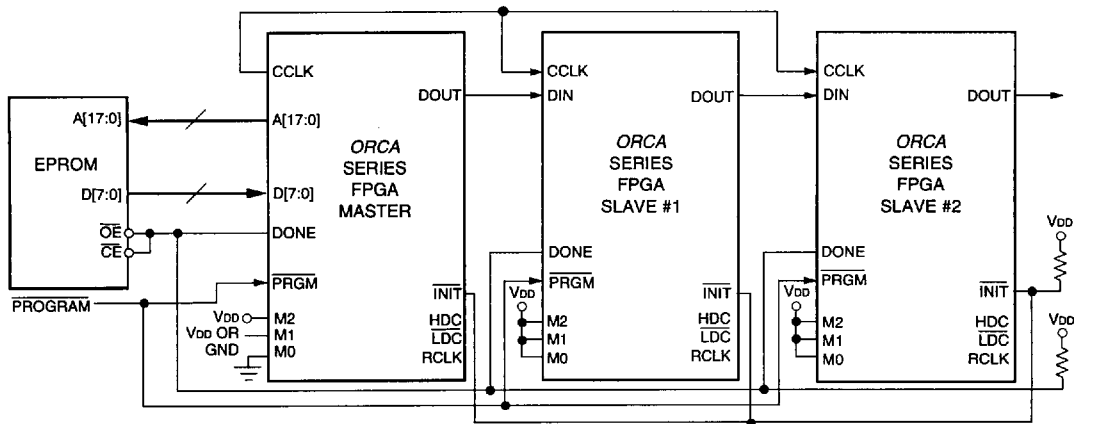 EPROM
A[17:0]
D[7:0]
OE
CE
PROGRAM
CCLK
A[17:0]
D[7:0]
DONE
PRGM
VDD
M2
VDD OR
M1
GND
M0
DOUT
ORCA
SERIES
FPGA
MASTER
INIT
HDC
LDC
RCLK
CCLK
DIN
DOUT
ORCA
SERIES
FPGA
SLAVE #1
DONE
PRGM
VDD
M2
M1
M0
INIT
HDC
LDC
RCLK
CCLK
DIN
DOUT
ORCA
SERIES
FPGA
SLAVE #2
DONE
PRGM
VDD
M2
M1
M0
INIT
HDC
LDC
RCLK
VDD
VDD